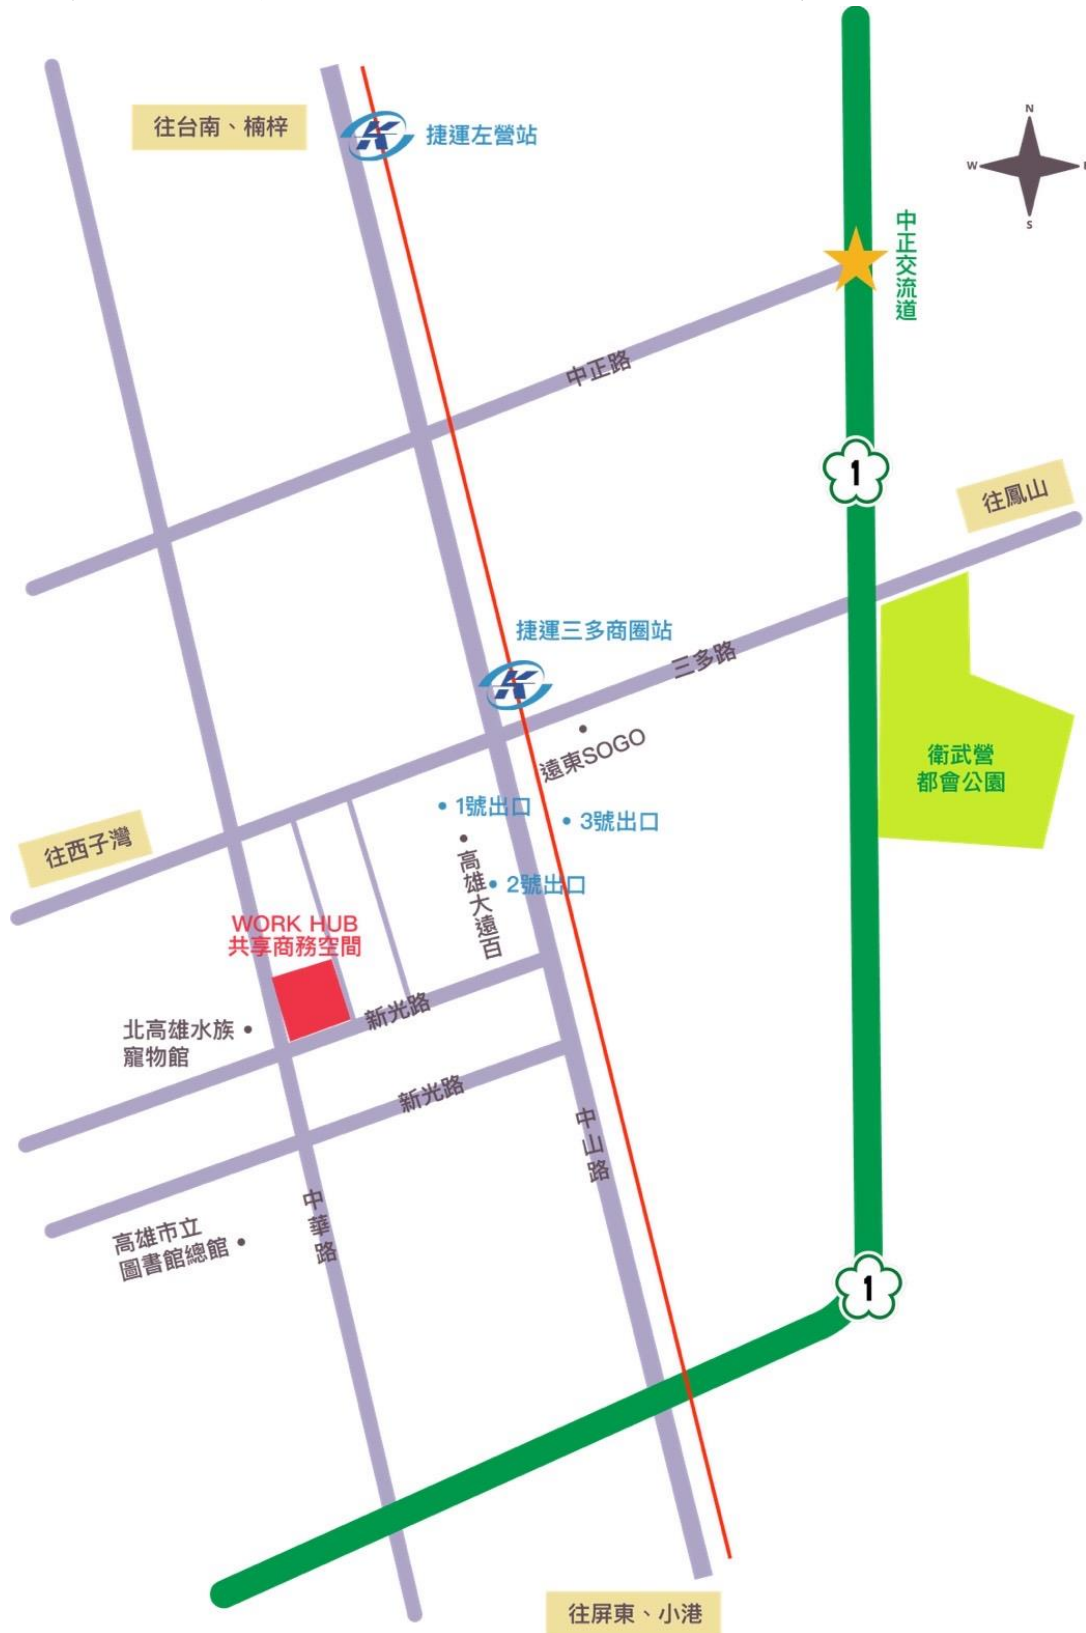 往台南、楠梓
捷運左營站
N
W
S
中正交流道
中正路
1
往鳳山
捷運三多商圈站
三多路
遠東SOGO
衛武營
都會公園
1號出口
3號出口
往西子灣
高雄大遠百
2號出口
WORK HUB
共享商務空間
新光路
北高雄水族
寵物館
新光路
中山路
中華路
高雄市立
圖書館總館
1
往屏東、小港